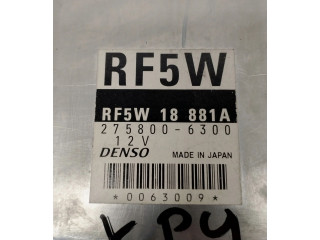 RF5W
RF5W 18 881A
275800-6300
12V
DENSO MADE IN JAPAN
*0063009*